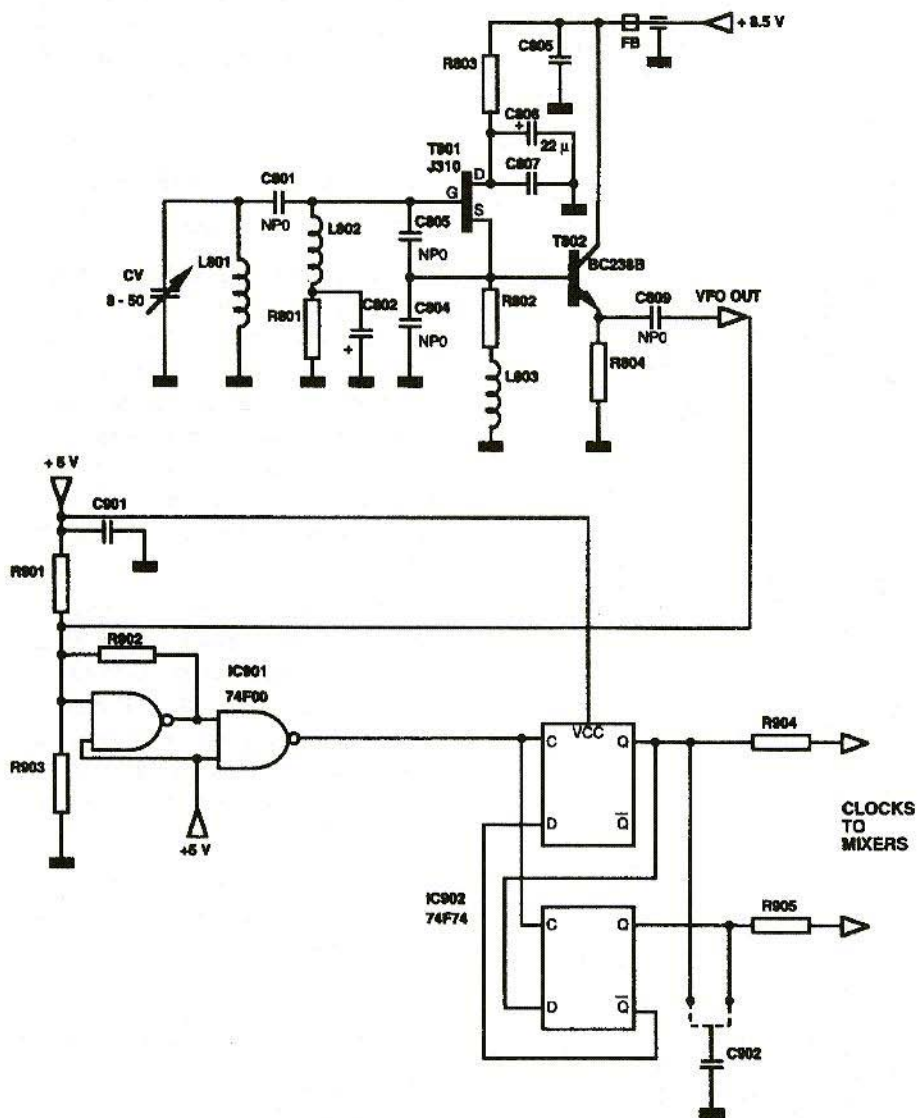 + 8.5 V
FB
C805
R803
C806
+
22 µ
T801
J310
D
C807
G
S
C801
NP0
L802
C805
NP0
T802
BC238B
L801
CV
8 - 50
R801
C802
+
C804
NP0
R802
C809
NP0
VFO OUT
L803
R804
+ 5 V
C901
R901
R902
IC901
74F00
R903
+5 V
C
VCC
Q
D
Q̅
R904
CLOCKS
TO
MIXERS
IC902
74F74
C
Q
D
Q̅
R905
C902